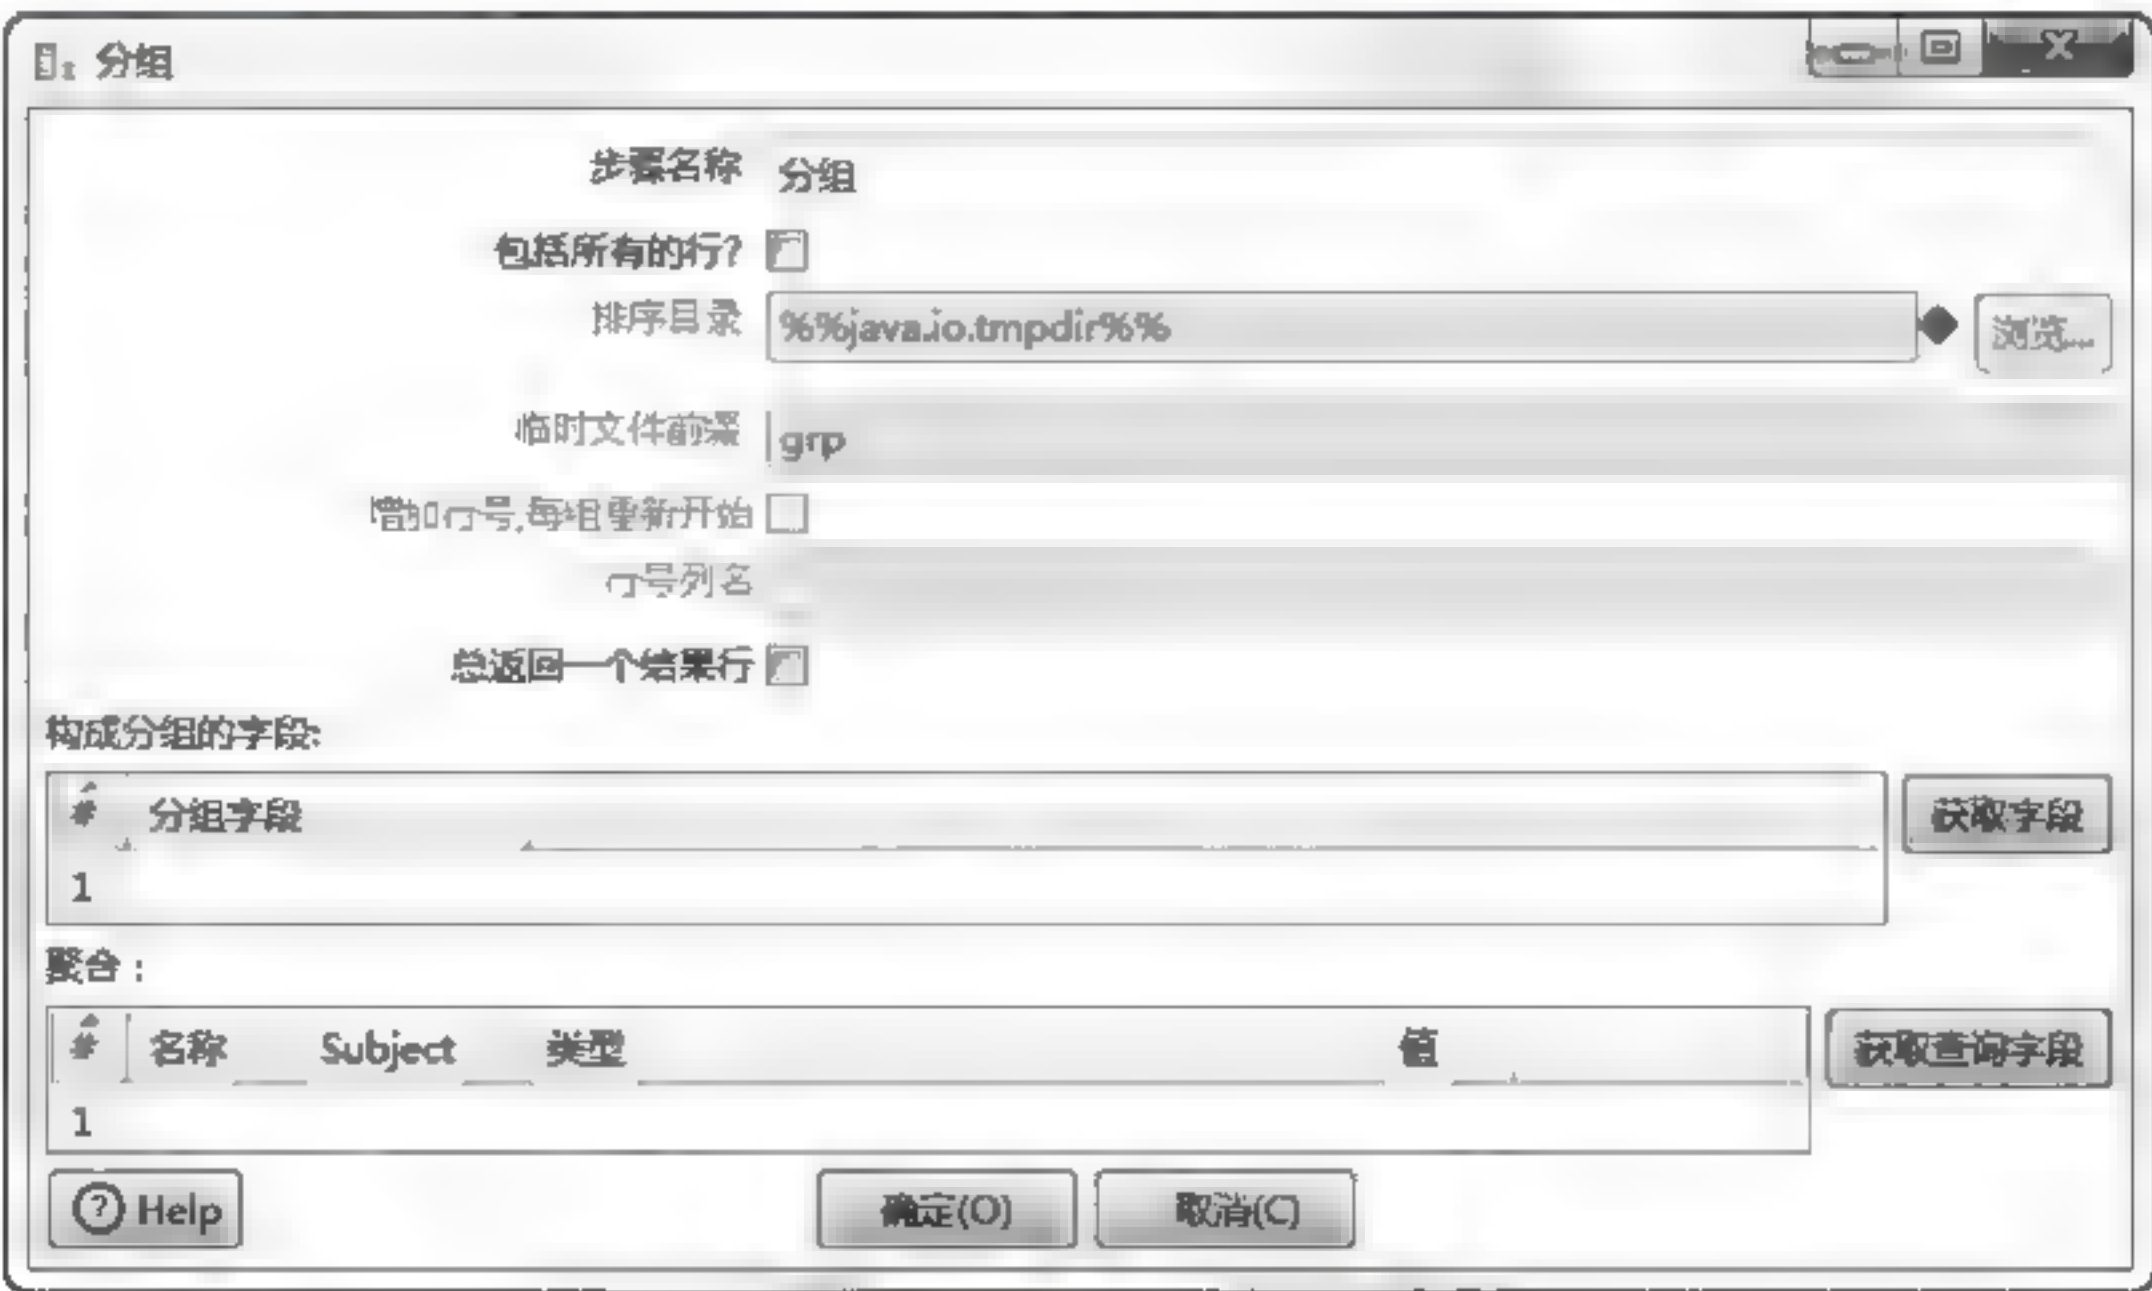 分组
步骤名称 分组
包括所有的行?
排序目录 %%java.io.tmpdir%% 浏览...
临时文件前缀 grp
增加行号,每组重新开始
行号列名
总返回一个结果行
构成分组的字段:
# 分组字段 获取字段
1
聚合：
# 名称 Subject 类型 值 获取查询字段
1
Help 确定(O) 取消(C)